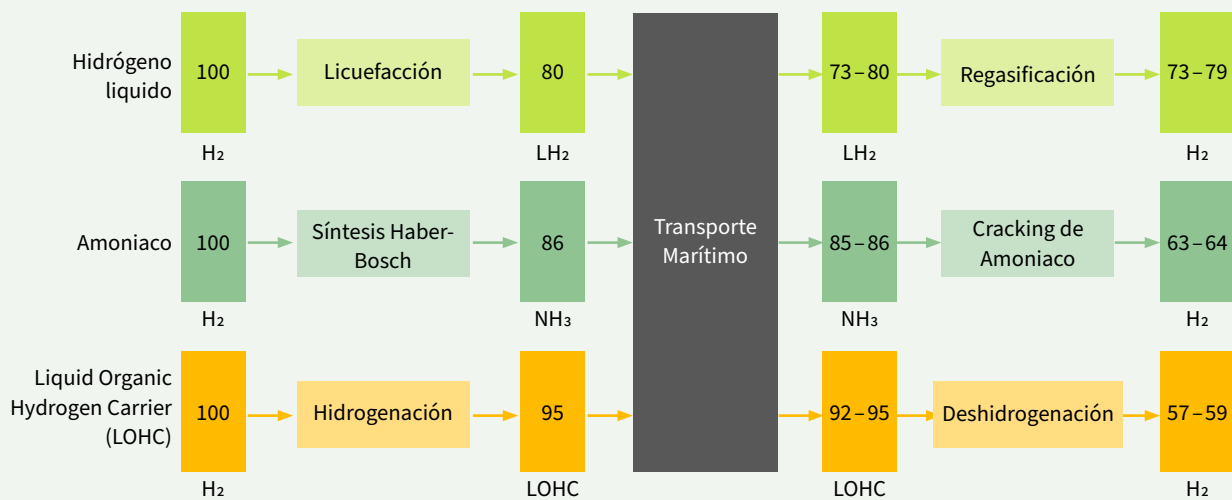 Hidrógeno
liquido
100
Licuefacción
80
73–80
Regasificación
73–79
H₂
LH₂
LH₂
H₂
Amoniaco
100
Síntesis Haber-
Bosch
86
Transporte
Marítimo
85–86
Cracking de
Amoniaco
63–64
H₂
NH₃
NH₃
H₂
Liquid Organic
Hydrogen Carrier
(LOHC)
100
Hidrogenación
95
92–95
Deshidrogenación
57–59
H₂
LOHC
LOHC
H₂